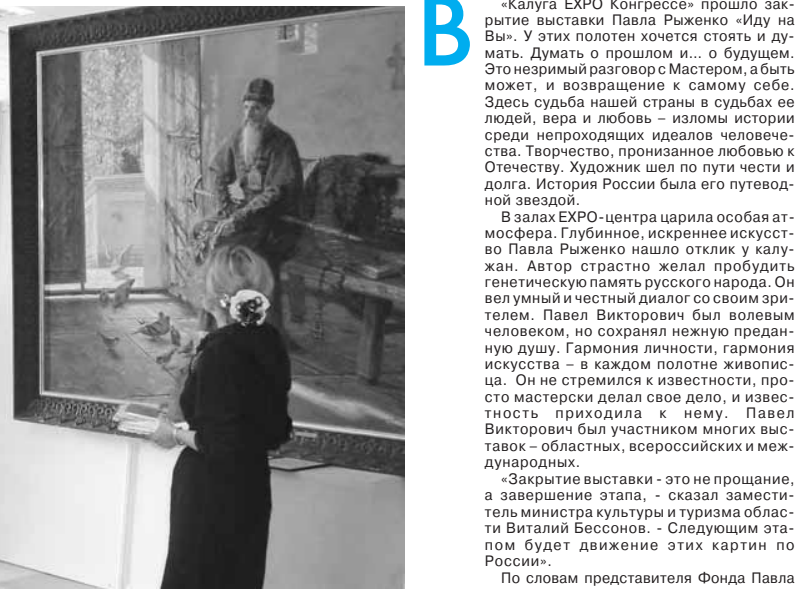 В
«Калуга EXPO Конгрессе» прошло зак-
рытие выставки Павла Рыженко «Иду на
Вы». У этих полотен хочется стоять и ду-
мать. Думать о прошлом и... о будущем.
Это незримый разговор с Мастером, а быть
может, и возвращение к самому себе.
Здесь судьба нашей страны в судьбах ее
людей, вера и любовь – изломы истории
среди непроходящих идеалов человече-
ства. Творчество, пронизанное любовью к
Отечеству. Художник шел по пути чести и
долга. История России была его путевод-
ной звездой.
В залах EXPO-центра царила особая ат-
мосфера. Глубинное, искреннее искусст-
во Павла Рыженко нашло отклик у калу-
жан. Автор страстно желал пробудить
генетическую память русского народа. Он
вел умный и честный диалог со своим зри-
телем. Павел Викторович был волевым
человеком, но сохранял нежную предан-
ную душу. Гармония личности, гармония
искусства – в каждом полотне живопис-
ца. Он не стремился к известности, про-
сто мастерски делал свое дело, и извес-
тность приходила к нему. Павел
Викторович был участником многих выс-
тавок – областных, всероссийских и меж-
дународных.
«Закрытие выставки - это не прощание,
а завершение этапа, - сказал замести-
тель министра культуры и туризма облас-
ти Виталий Бессонов. - Следующим эта-
пом будет движение этих картин по
России».
По словам представителя Фонда Павла